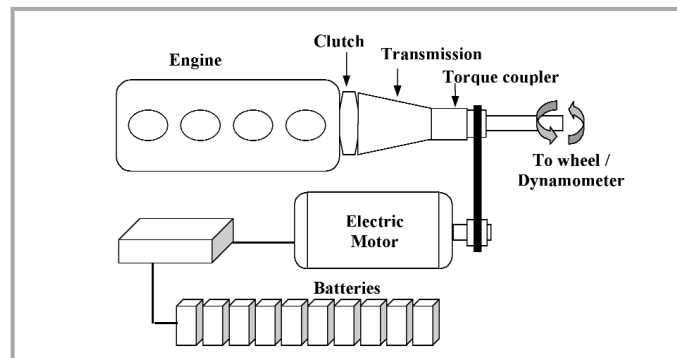 Clutch
Engine
Transmission
Torque coupler
To wheel /
Dynamometer
Electric
Motor
Batteries